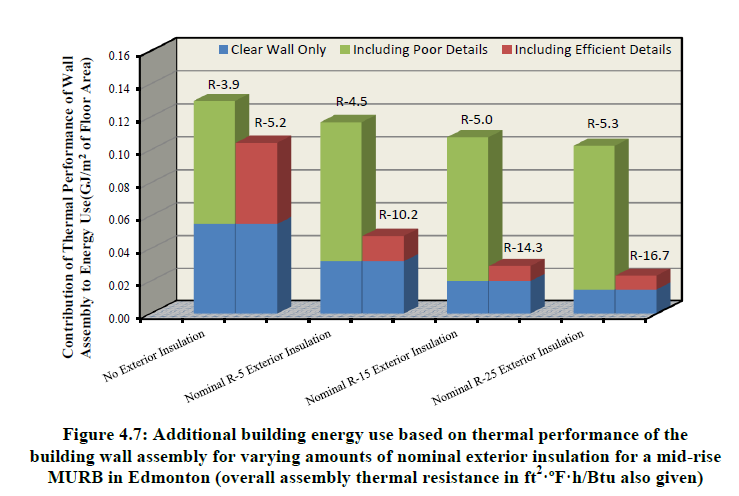 Clear Wall Only Including Poor Details Including Efficient Details
Contribution of Thermal Performance of Wall
Assembly to Energy Use(GJ/m² of Floor Area)
0.16
0.14
0.12
0.10
0.08
0.06
0.04
0.02
0.00
R-3.9
R-5.2
R-4.5
R-10.2
R-5.0
R-14.3
R-5.3
R-16.7
No Exterior Insulation
Nominal R-5 Exterior Insulation
Nominal R-15 Exterior Insulation
Nominal R-25 Exterior Insulation
Figure 4.7: Additional building energy use based on thermal performance of the
building wall assembly for varying amounts of nominal exterior insulation for a mid-rise
MURB in Edmonton (overall assembly thermal resistance in ft²·ºF·h/Btu also given)